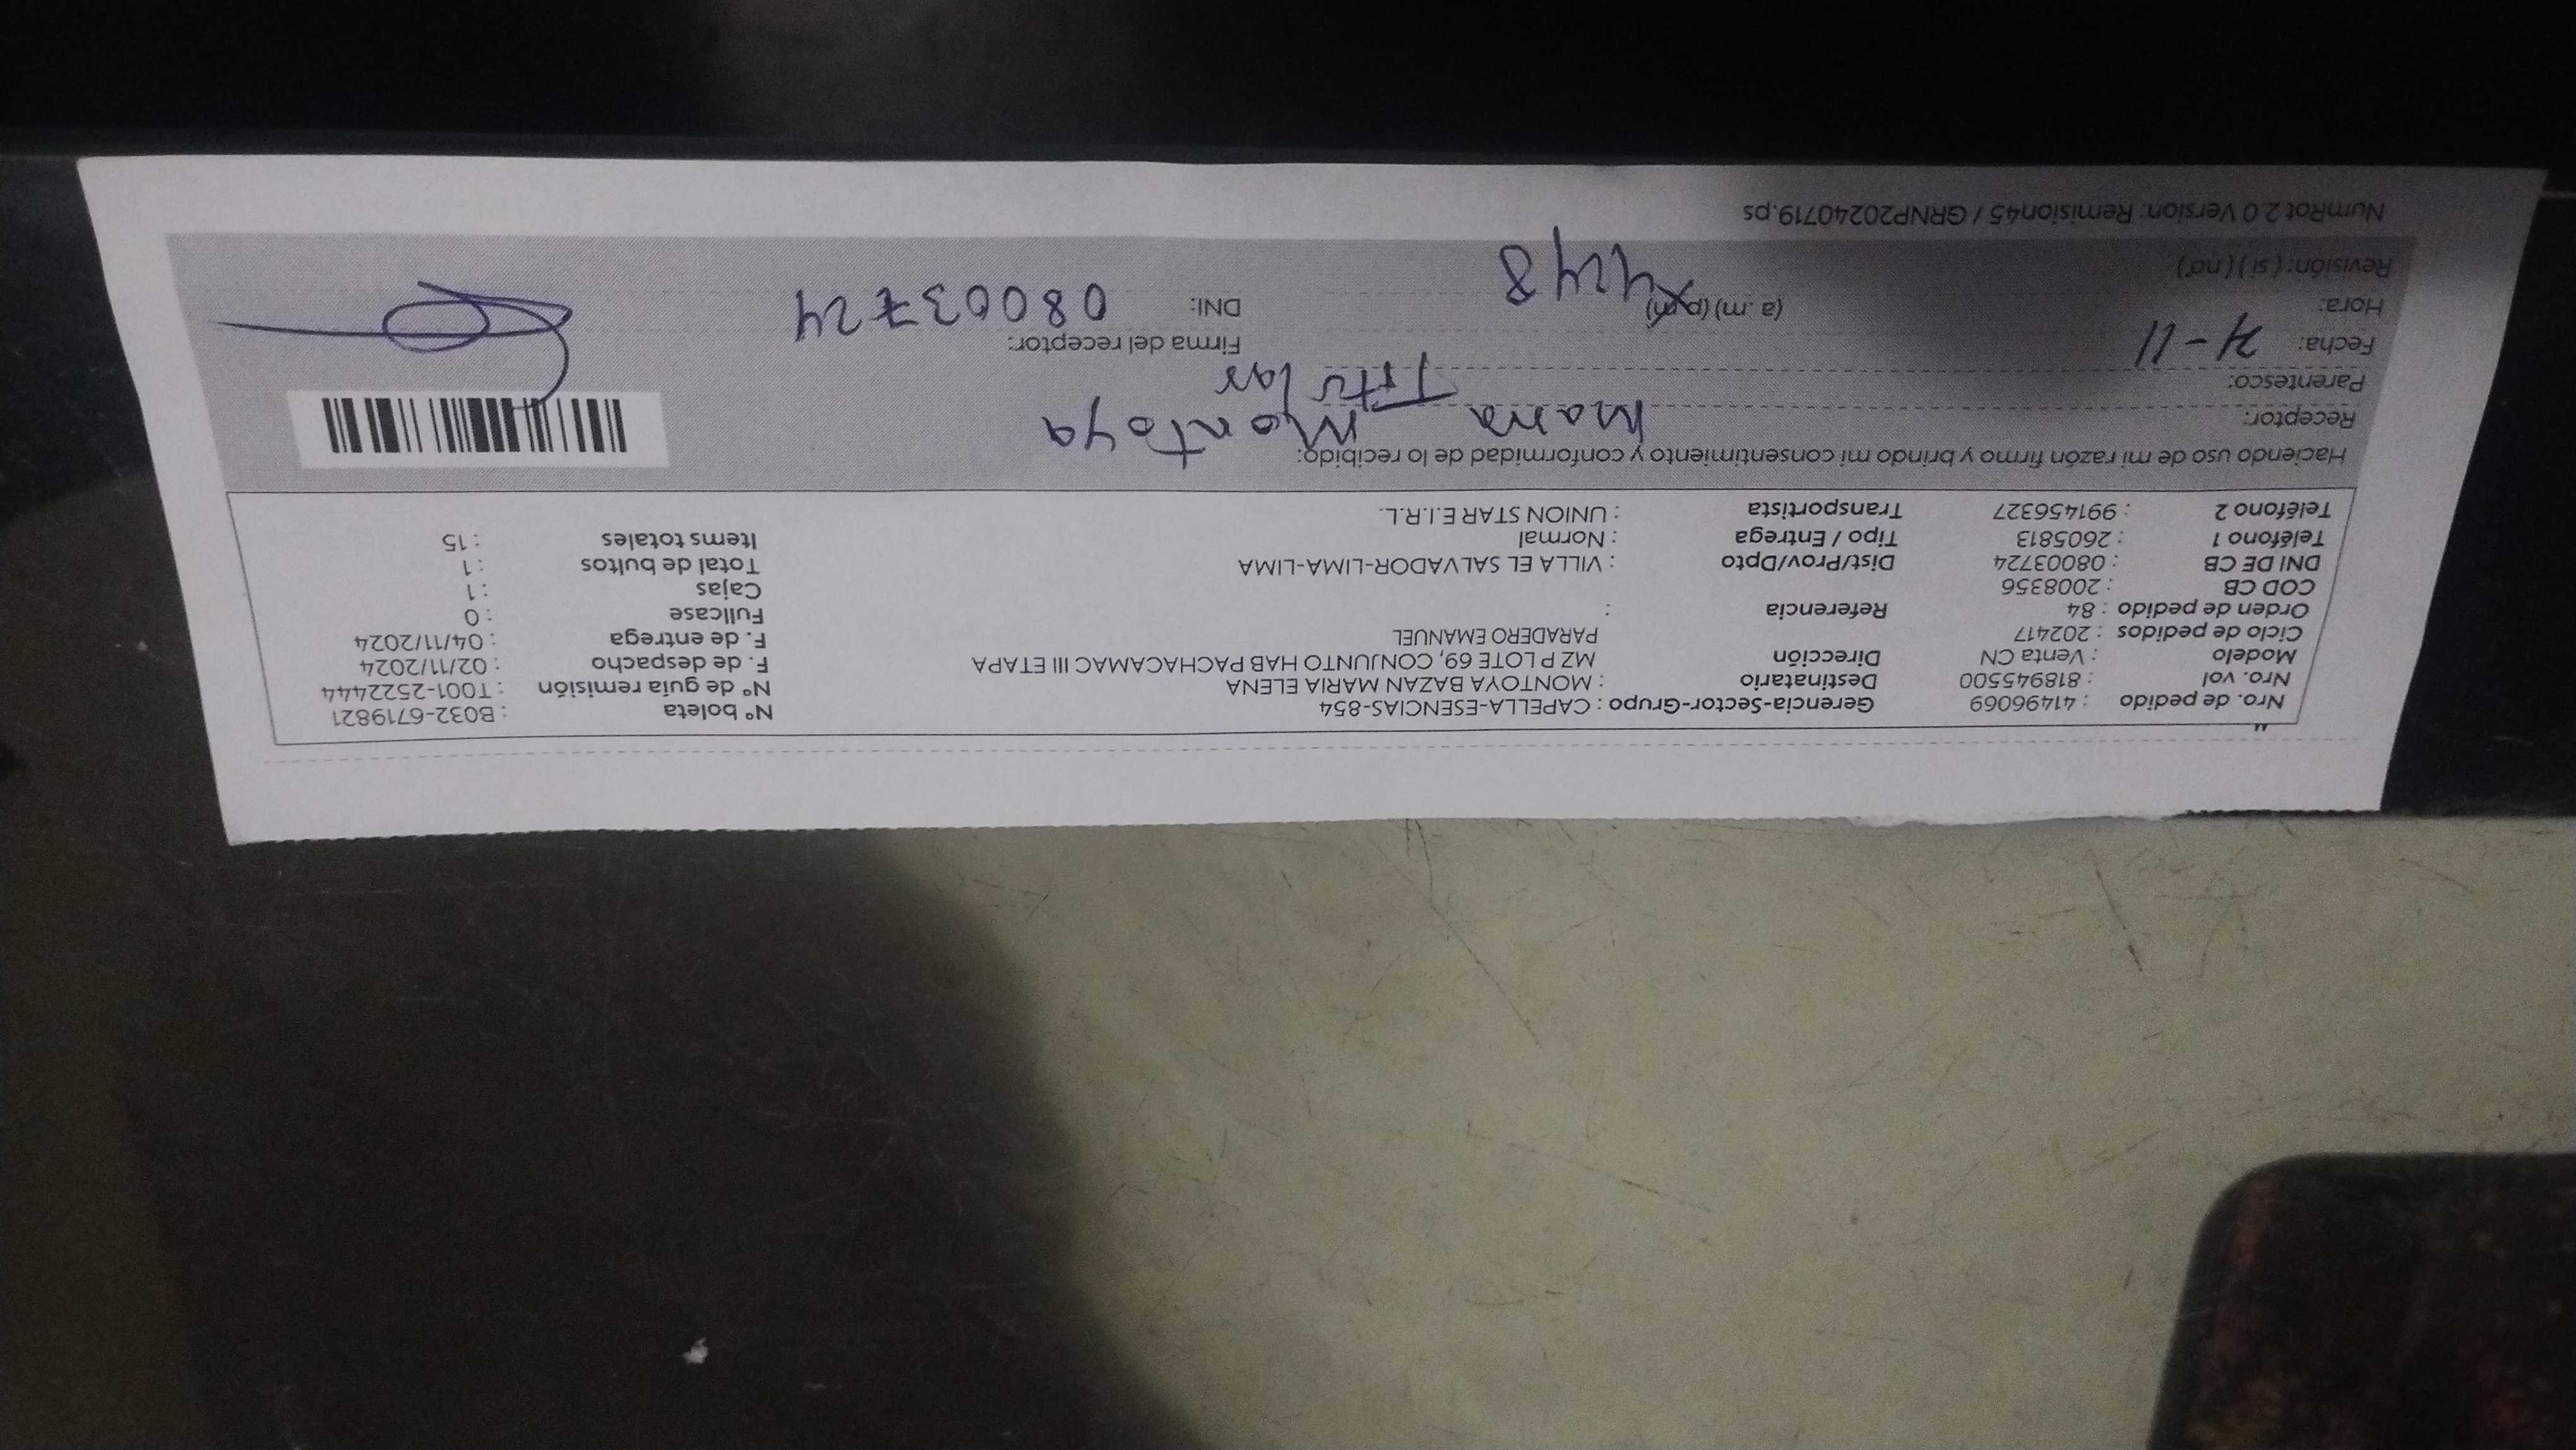 Nro. de pedido : 41496069 Gerencia-Sector-Grupo : CAPELLA-ESENCIAS-854 N° boleta : B032-6719821
Nro. vol : 818945500 Destinatario : MONTOYA BAZAN MARIA ELENA N° de guia remisión : T001-2522444
Modelo : Venta CN Dirección MZ P LOTE 69, CONJUNTO HAB PACHACAMAC III ETAPA F. de despacho : 02/11/2024
Ciclo de pedidos : 202417 PARADERO EMANUEL F. de entrega : 04/11/2024
Orden de pedido : 84 Referencia : Fullcase : 0
COD CB : 2008356 Cajas : 1
DNI DE CB : 08003724 Dist/Prov/Dpto : VILLA EL SALVADOR-LIMA-LIMA Total de bultos : 1
Teléfono 1 : 2605813 Tipo / Entrega : Normal Items totales : 15
Teléfono 2 : 991456327 Transportista : UNION STAR E.I.R.L.
Haciendo uso de mi razón firmo y brindo mi consentimiento y conformidad de lo recibido:
Receptor: Maria Montoya
Parentesco: Titular
Fecha: 4-11 Firma del receptor:
Hora: (a .m) (p.m) 4:48 DNI: 08003724
Revisión: ( si ) ( no )
NumRot 2.0 Version: Remision45 / GRNP20240719.ps